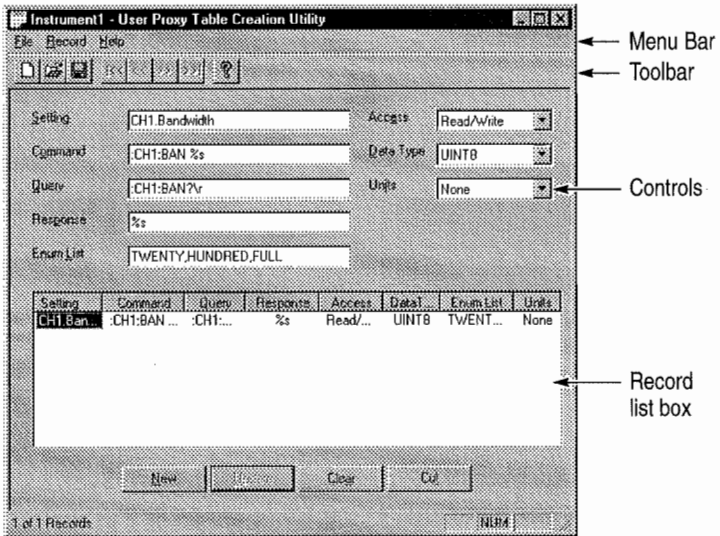 Instrument1 - User Proxy Table Creation Utility
File Record Help
Menu Bar
Toolbar
Setting CH1.Bandwidth Access Read/Write
Command :CH1:BAN %s Data Type UINT8
Query :CH1:BAN?\r Units None
Controls
Response %s
Enum List TWENTY,HUNDRED,FULL
Setting Command Query Response Access DataT... Enum List Units
CH1.Ban... :CH1:BAN ... :CH1:... %s Read/... UINT8 TWENT... None
Record
list box
New Clear Cut
1 of 1 Records NUM